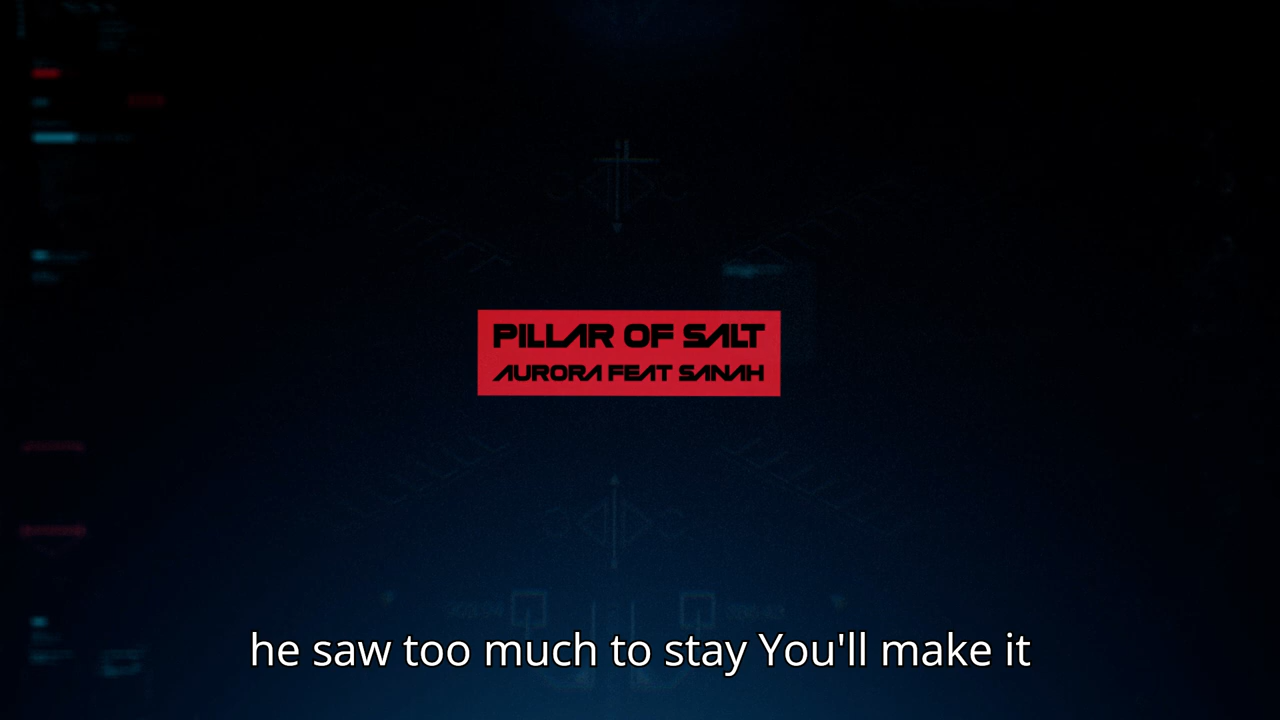 PILLAR OF SALT
AURORA FEAT SANAH
he saw too much to stay You'll make it